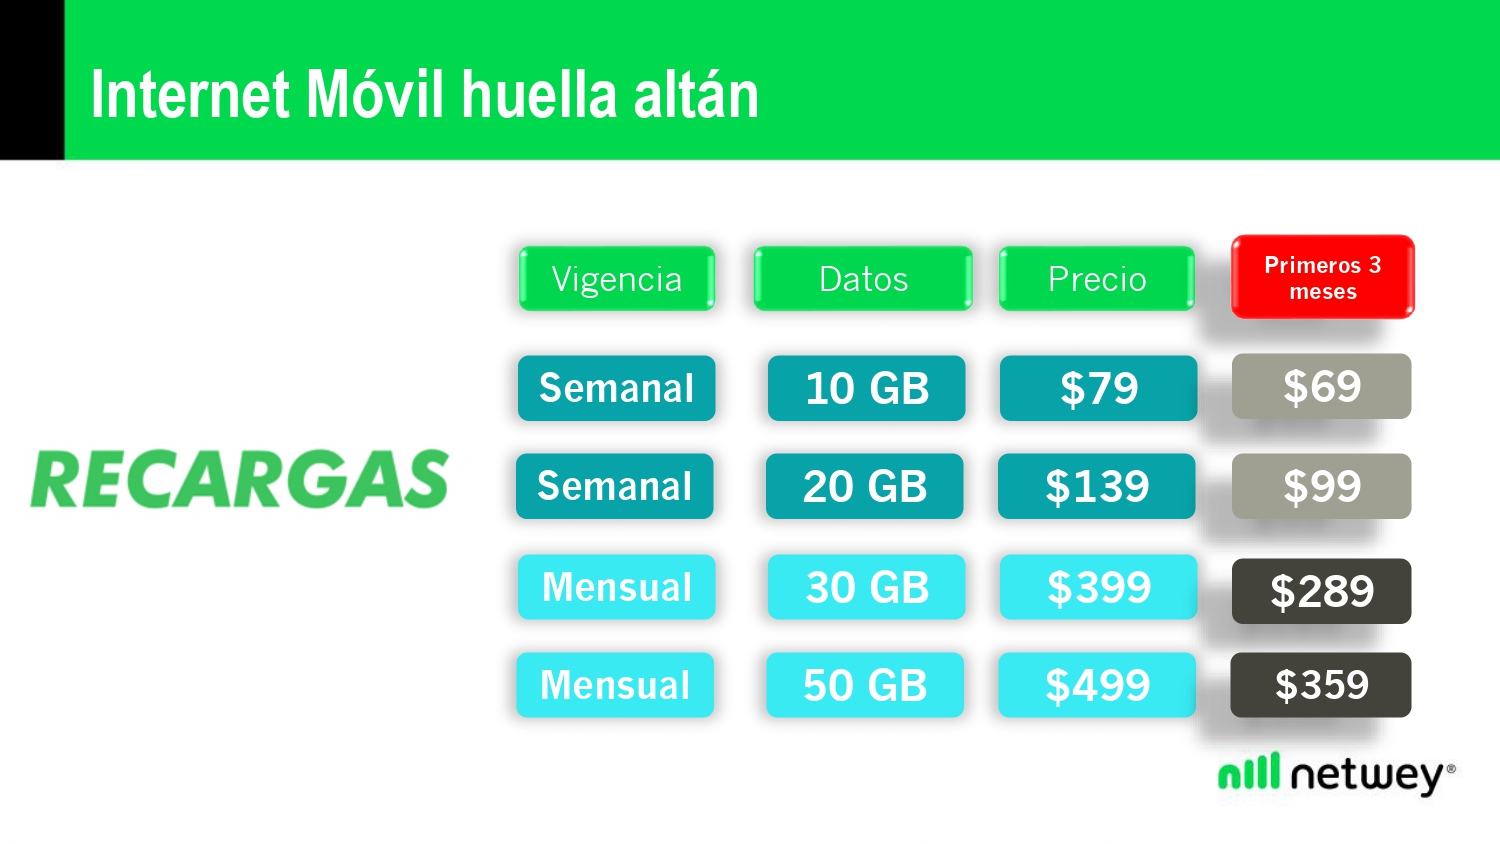 Internet Móvil huella altán
Vigencia Datos Precio Primeros 3
meses
Semanal 10 GB $79 $69
RECARGAS
Semanal 20 GB $139 $99
Mensual 30 GB $399 $289
Mensual 50 GB $499 $359
netwey®